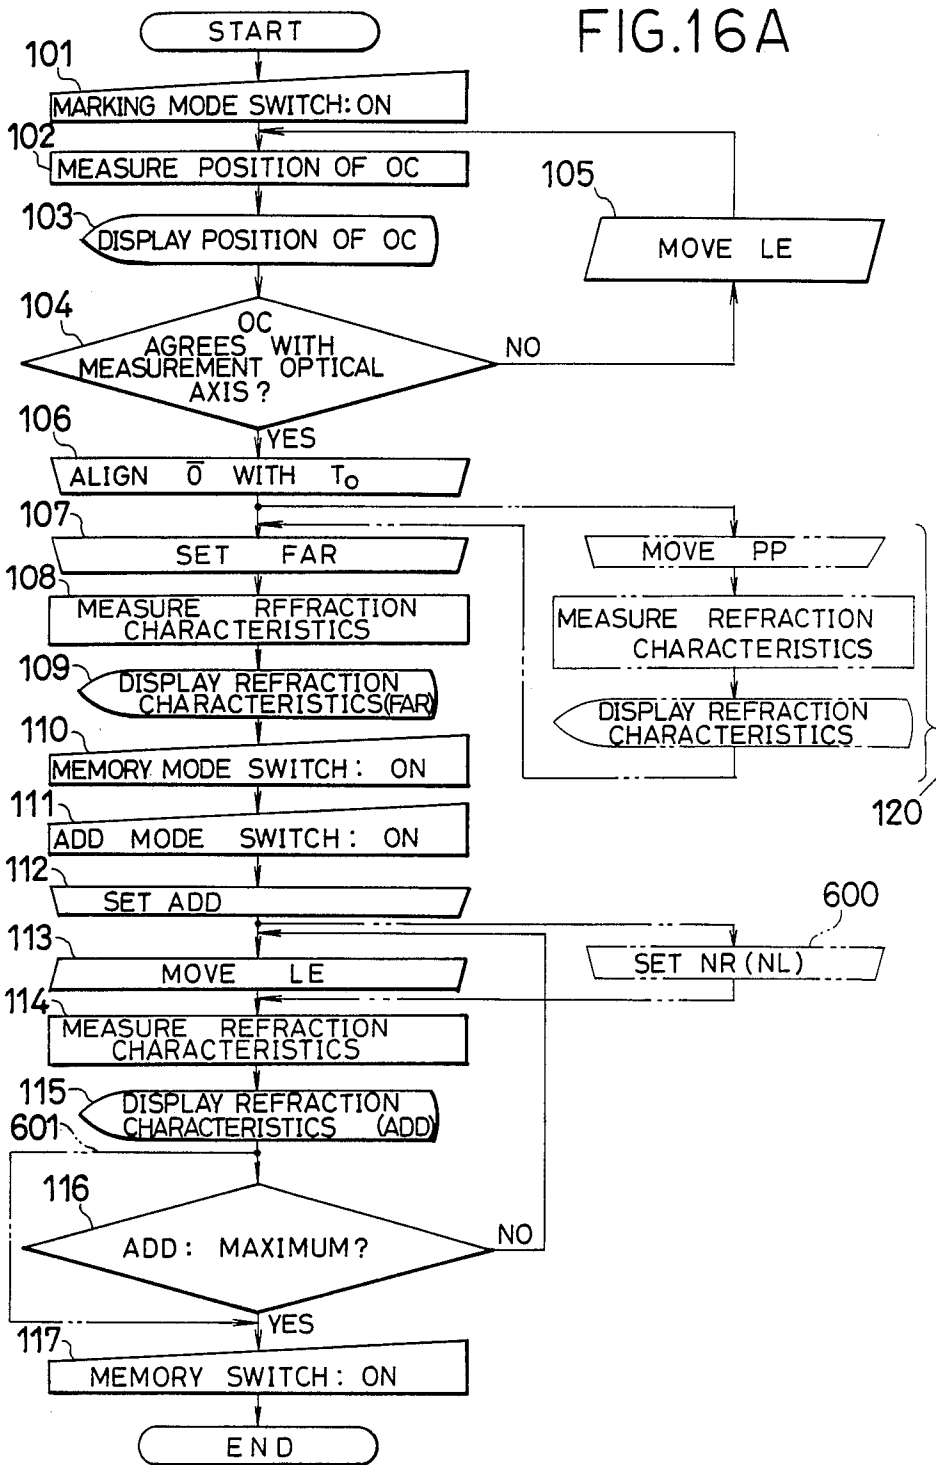 FIG.16A
START
101
MARKING MODE SWITCH: ON
102
MEASURE POSITION OF OC
103
DISPLAY POSITION OF OC
104
OC
AGREES WITH
MEASUREMENT OPTICAL
AXIS?
NO
105
MOVE LE
YES
106
ALIGN O̅ WITH To
107
SET FAR
108
MEASURE RFFRACTION
CHARACTERISTICS
109
DISPLAY REFRACTION
CHARACTERISTICS(FAR)
MOVE PP
MEASURE REFRACTION
CHARACTERISTICS
DISPLAY REFRACTION
CHARACTERISTICS
120
110
MEMORY MODE SWITCH: ON
111
ADD MODE SWITCH: ON
112
SET ADD
600
SET NR(NL)
113
MOVE LE
114
MEASURE REFRACTION
CHARACTERISTICS
115
DISPLAY REFRACTION
CHARACTERISTICS (ADD)
601
116
ADD: MAXIMUM?
NO
YES
117
MEMORY SWITCH: ON
END